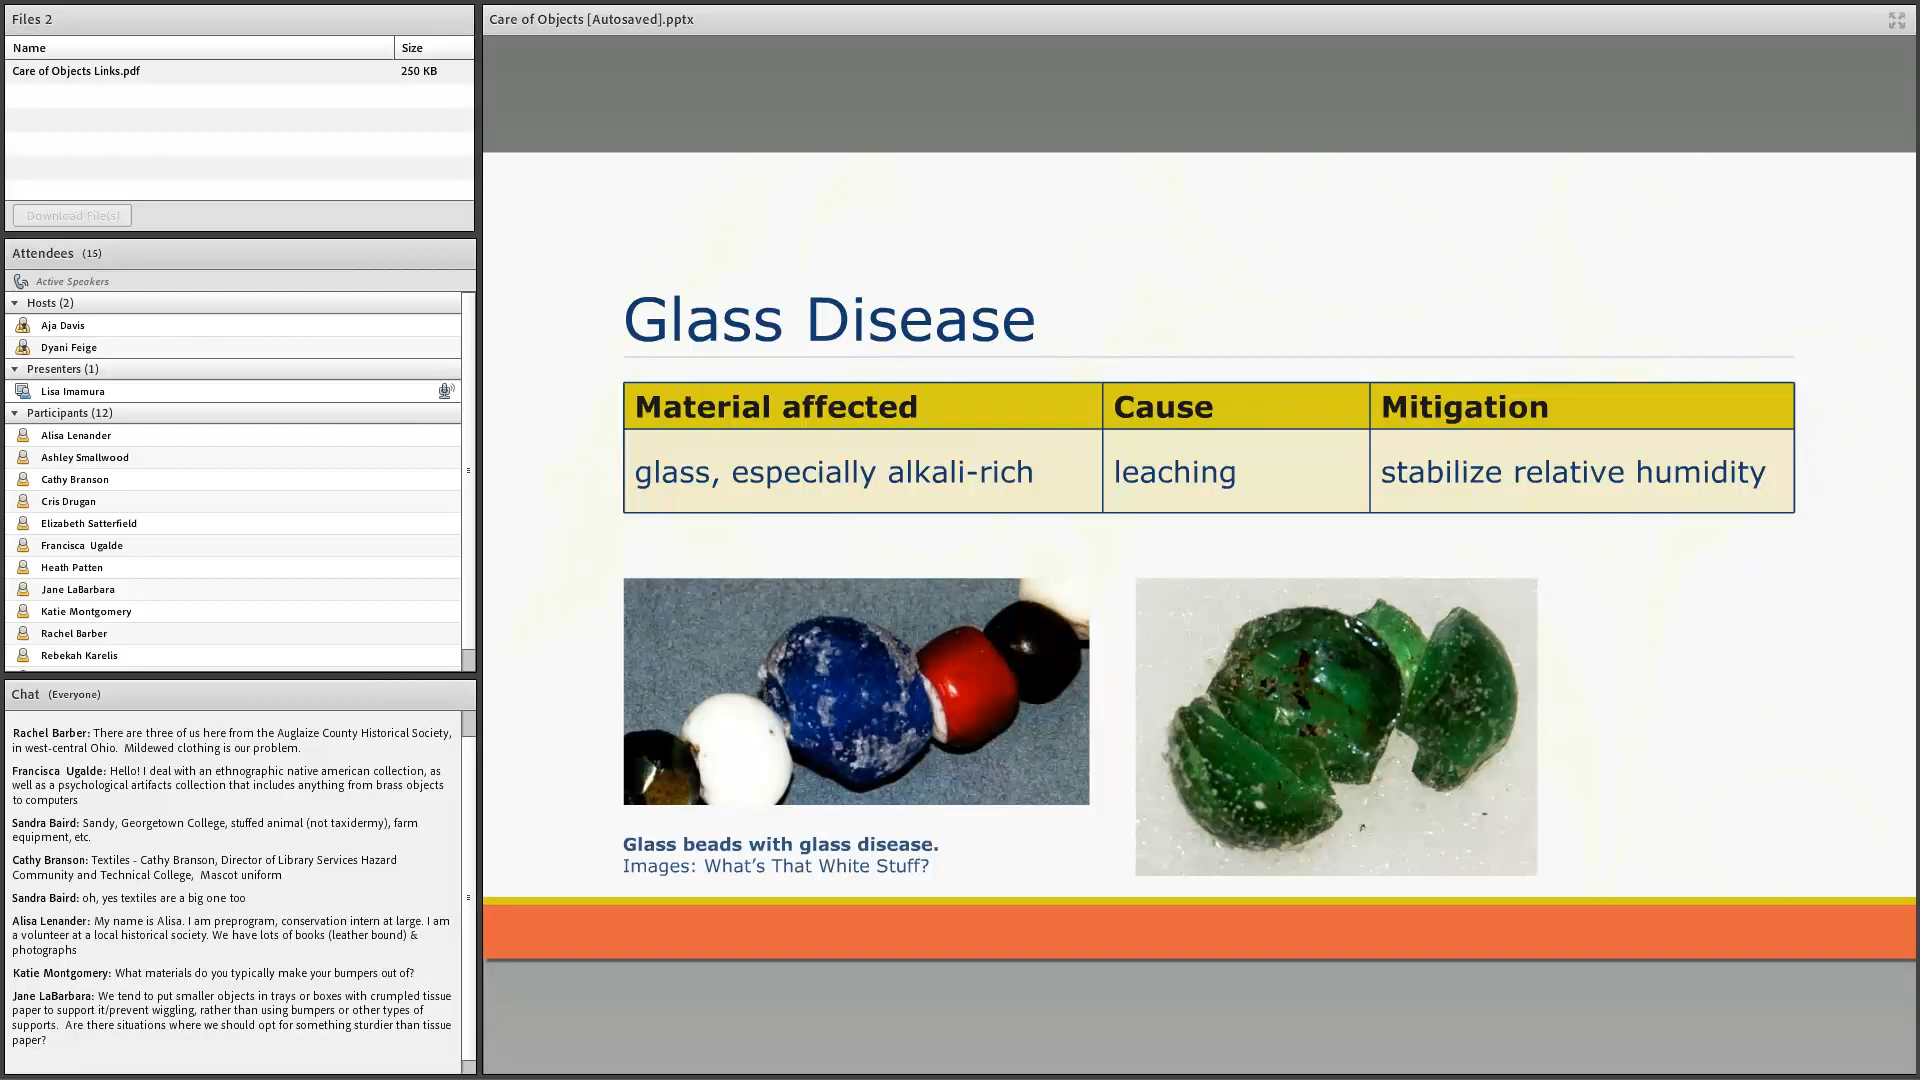 Files 2
Name Size
Care of Objects Links.pdf 250 KB
Download File(s)
Attendees (15)
Active Speakers
Hosts (2)
Aja Davis
Dyani Feige
Presenters (1)
Lisa Imamura
Participants (12)
Alisa Lenander
Ashley Smallwood
Cathy Branson
Cris Drugan
Elizabeth Satterfield
Francisca Ugalde
Heath Patten
Jane LaBarbara
Katie Montgomery
Rachel Barber
Rebekah Karelis
Chat (Everyone)
Rachel Barber: There are three of us here from the Auglaize County Historical Society,
in west-central Ohio. Mildewed clothing is our problem.
Francisca Ugalde: Hello! I deal with an ethnographic native american collection, as
well as a psychological artifacts collection that includes anything from brass objects
to computers
Sandra Baird: Sandy, Georgetown College, stuffed animal (not taxidermy), farm
equipment, etc.
Cathy Branson: Textiles - Cathy Branson, Director of Library Services Hazard
Community and Technical College, Mascot uniform
Sandra Baird: oh, yes textiles are a big one too
Alisa Lenander: My name is Alisa. I am preprogram, conservation intern at large. I am
a volunteer at a local historical society. We have lots of books (leather bound) &
photographs
Katie Montgomery: What materials do you typically make your bumpers out of?
Jane LaBarbara: We tend to put smaller objects in trays or boxes with crumpled tissue
paper to support it/prevent wiggling, rather than using bumpers or other types of
supports. Are there situations where we should opt for something sturdier than tissue
paper?
Care of Objects [Autosaved].pptx
Glass Disease
Material affected Cause Mitigation
glass, especially alkali-rich leaching stabilize relative humidity
Glass beads with glass disease.
Images: What's That White Stuff?